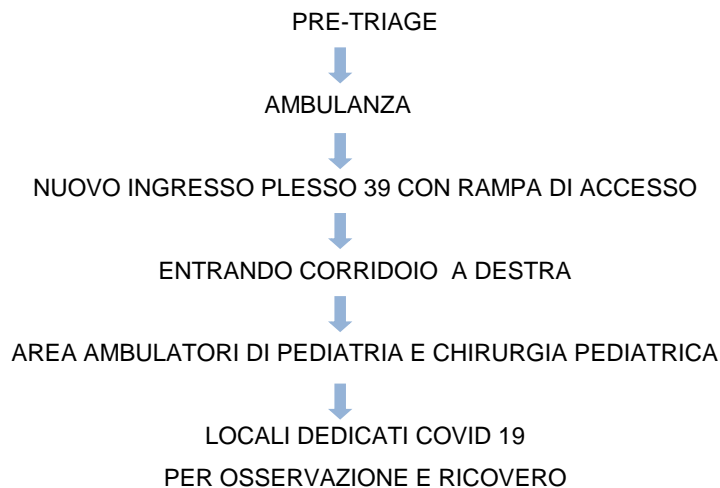 PRE-TRIAGE
AMBULANZA
NUOVO INGRESSO PLESSO 39 CON RAMPA DI ACCESSO
ENTRANDO CORRIDOIO A DESTRA
AREA AMBULATORI DI PEDIATRIA E CHIRURGIA PEDIATRICA
LOCALI DEDICATI COVID 19
PER OSSERVAZIONE E RICOVERO